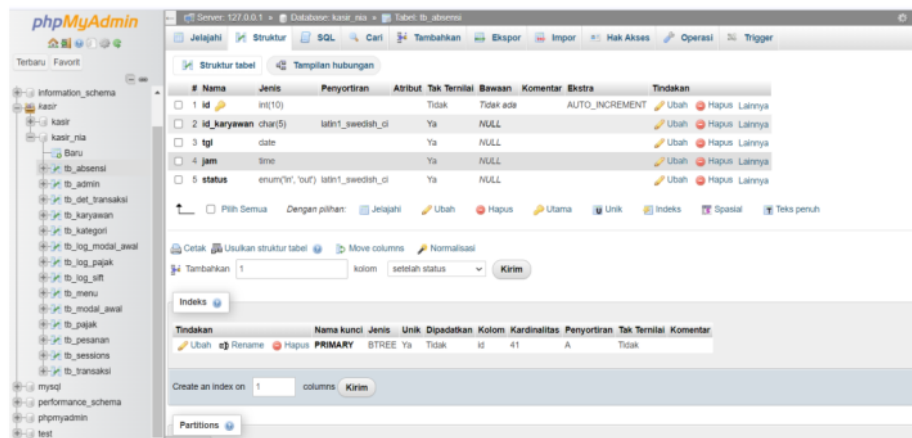 phpMyAdmin
Terbaru Favorit
information_schema
kasir
kasir
kasir_nia
Baru
tb_absensi
tb_admin
tb_det_transaksi
tb_karyawan
tb_kategori
tb_log_modal_awal
tb_log_pajak
tb_log_sift
tb_menu
tb_modal_awal
tb_pajak
tb_pesanan
tb_sessions
tb_transaksi
mysql
performance_schema
phpmyadmin
test
Server: 127.0.0.1 » Database: kasir_nia » Tabel: tb_absensi
Jelajahi Struktur SQL Cari Tambahkan Ekspor Impor Hak Akses Operasi Trigger
Struktur tabel Tampilan hubungan
# Nama Jenis Penyortiran Atribut Tak Ternilai Bawaan Komentar Ekstra Tindakan
1 id int(10) Tidak Tidak ada AUTO_INCREMENT Ubah Hapus Lainnya
2 id_karyawan char(5) latin1_swedish_ci Ya NULL Ubah Hapus Lainnya
3 tgl date Ya NULL Ubah Hapus Lainnya
4 jam time Ya NULL Ubah Hapus Lainnya
5 status enum('in', 'out') latin1_swedish_ci Ya NULL Ubah Hapus Lainnya
Pilih Semua Dengan pilihan: Jelajahi Ubah Hapus Utama Unik Indeks Spasial Teks penuh
Cetak Usulkan struktur tabel Move columns Normalisasi
Tambahkan 1 kolom setelah status Kirim
Indeks
Tindakan Nama kunci Jenis Unik Dipadatkan Kolom Kardinalitas Penyortiran Tak Ternilai Komentar
Ubah Rename Hapus PRIMARY BTREE Ya Tidak id 41 A Tidak
Create an index on 1 columns Kirim
Partitions